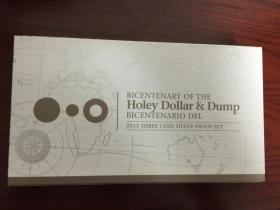 BICENTENARY OF THE
Holey Dollar & Dump
BICENTENARIO DEL
2013 THREE COIN SILVER PROOF SET